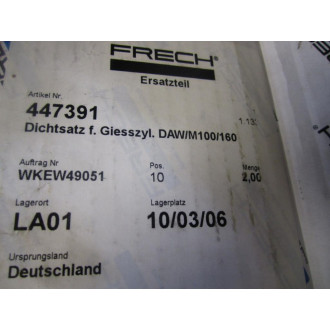 FRECH
Ersatzteil
Artikel Nr.
447391
Dichtsatz f. Giesszyl. DAW/M100/160
Auftrag Nr Pos. Menge
WKEW49051 10 2,00
Lagerort Lagerplatz
LA01 10/03/06
Ursprungsland
Deutschland